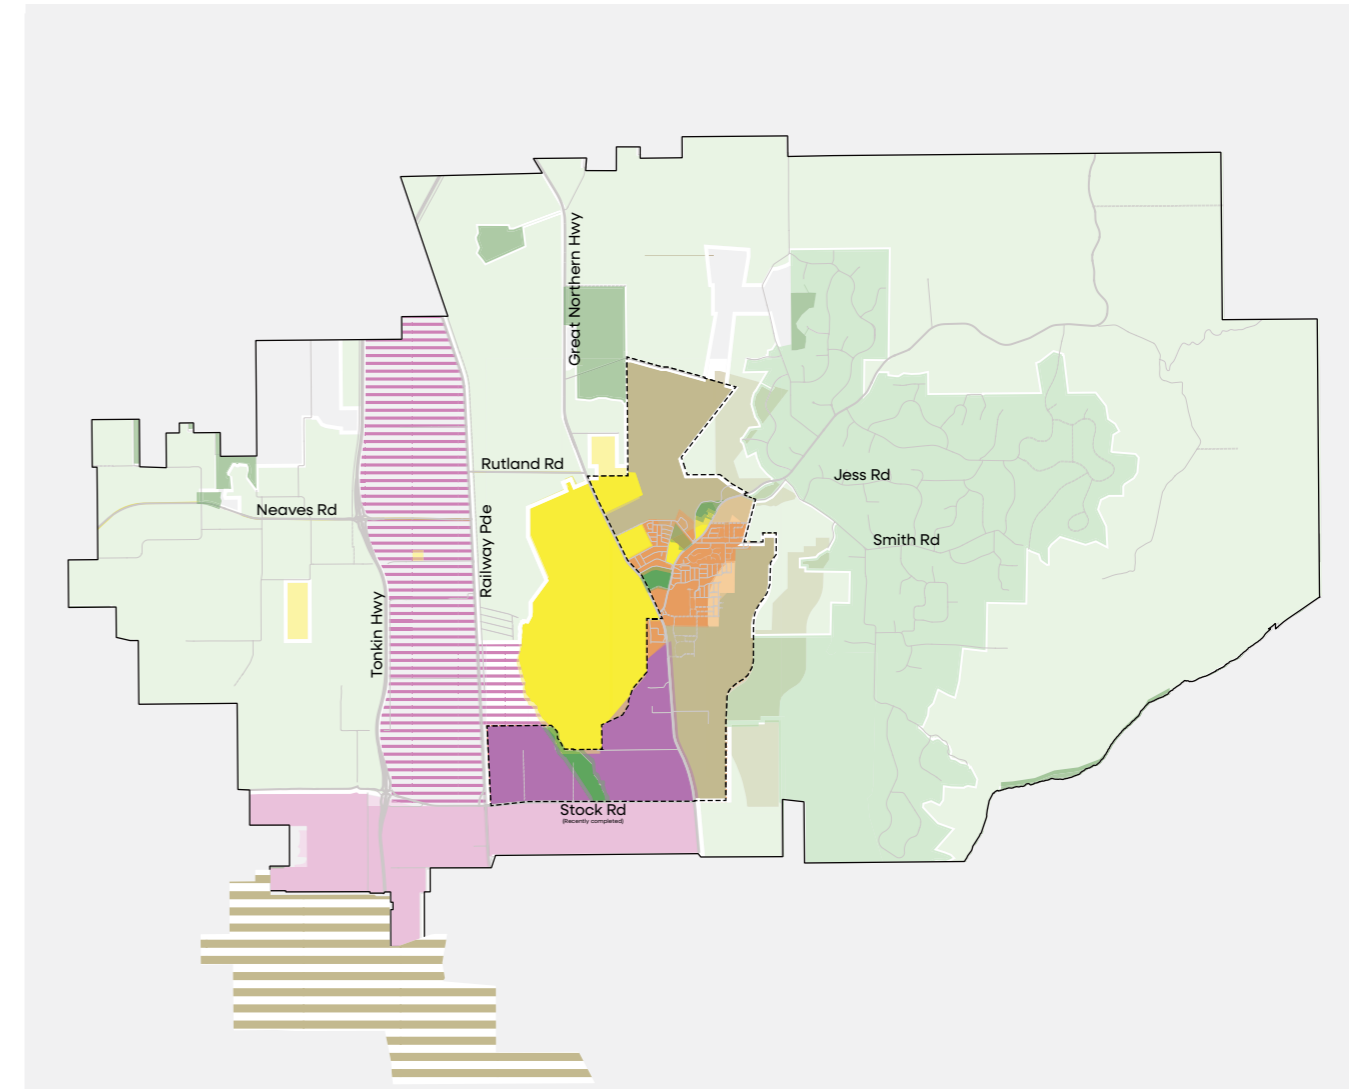 Great Northern Hwy
Rutland Rd
Jess Rd
Neaves Rd
Railway Pde
Smith Rd
Tonkin Hwy
Stock Rd
(Recently completed)